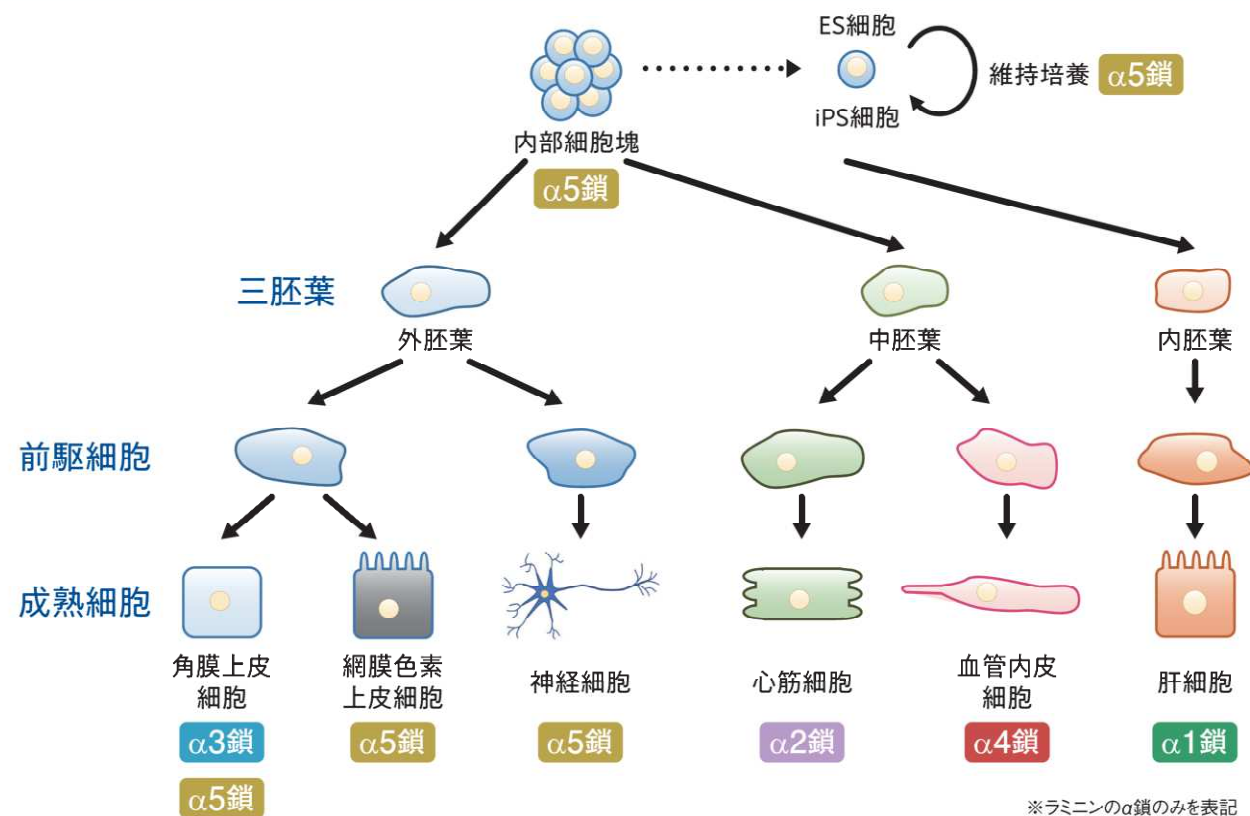 ES細胞
維持培養 α5鎖
iPS細胞
内部細胞塊
α5鎖
三胚葉
外胚葉
中胚葉
内胚葉
前駆細胞
成熟細胞
角膜上皮
細胞
α3鎖
α5鎖
網膜色素
上皮細胞
α5鎖
神経細胞
α5鎖
心筋細胞
α2鎖
血管内皮
細胞
α4鎖
肝細胞
α1鎖
※ラミニンのα鎖のみを表記